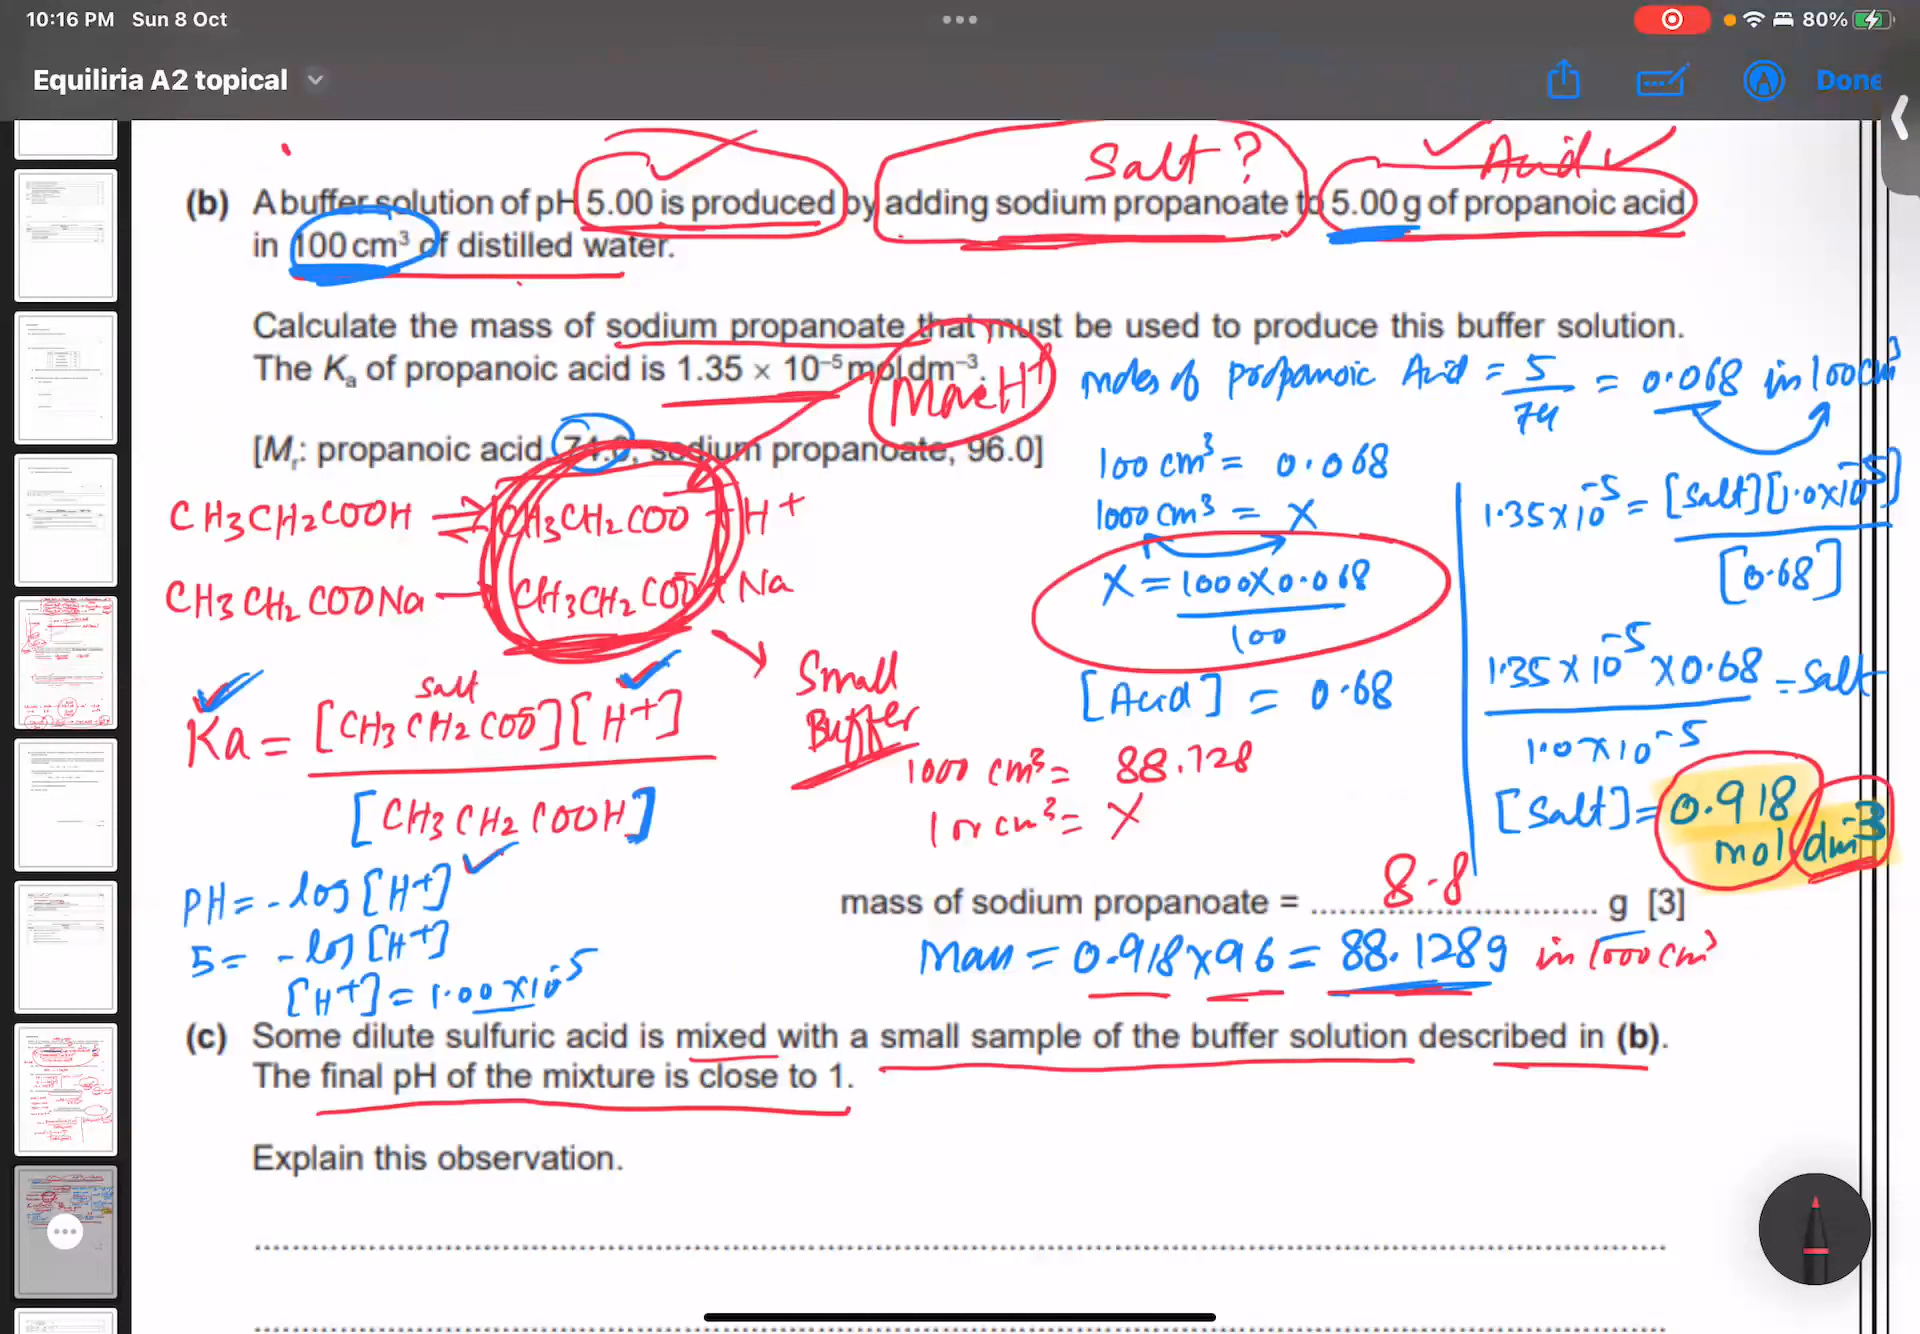 10:16 PM Sun 8 Oct
80%
Equiliria A2 topical
Done
Salt ?
Acid
(b) A buffer solution of pH 5.00 is produced by adding sodium propanoate to 5.00 g of propanoic acid
in 100 cm³ of distilled water.
Calculate the mass of sodium propanoate that must be used to produce this buffer solution.
The Kₐ of propanoic acid is 1.35 × 10⁻⁵ mol dm⁻³.
More H⁺
moles of propanoic Acid = 5/74 = 0.068 in 100cm³
[Mᵣ: propanoic acid, 74.0; sodium propanoate, 96.0]
100 cm³ = 0.068
1000 cm³ = X
X = 1000X0.068
100
[Acid] = 0.68
1.35 x 10⁻⁵ = [salt][1.0x10⁻⁵]
[0.68]
1.35 x 10⁻⁵ x 0.68 = salt
1.0 x 10⁻⁵
[Salt] = 0.918
mol dm⁻³
CH3CH2COOH ⇌ CH3CH2COO⁻ + H+
CH3CH2COONa → CH3CH2COO⁻ + Na
Small
Buffer
salt
Ka = [CH3CH2COO⁻][H+]
[CH3CH2COOH]
1000 cm³ = 88.128
100 cm³ = X
PH = - log [H+]
5 = - log [H+]
[H+] = 1.00 x10⁻⁵
mass of sodium propanoate = 8.8 g [3]
Mass = 0.918x96 = 88.128g in 1000 cm³
(c) Some dilute sulfuric acid is mixed with a small sample of the buffer solution described in (b).
The final pH of the mixture is close to 1.
Explain this observation.